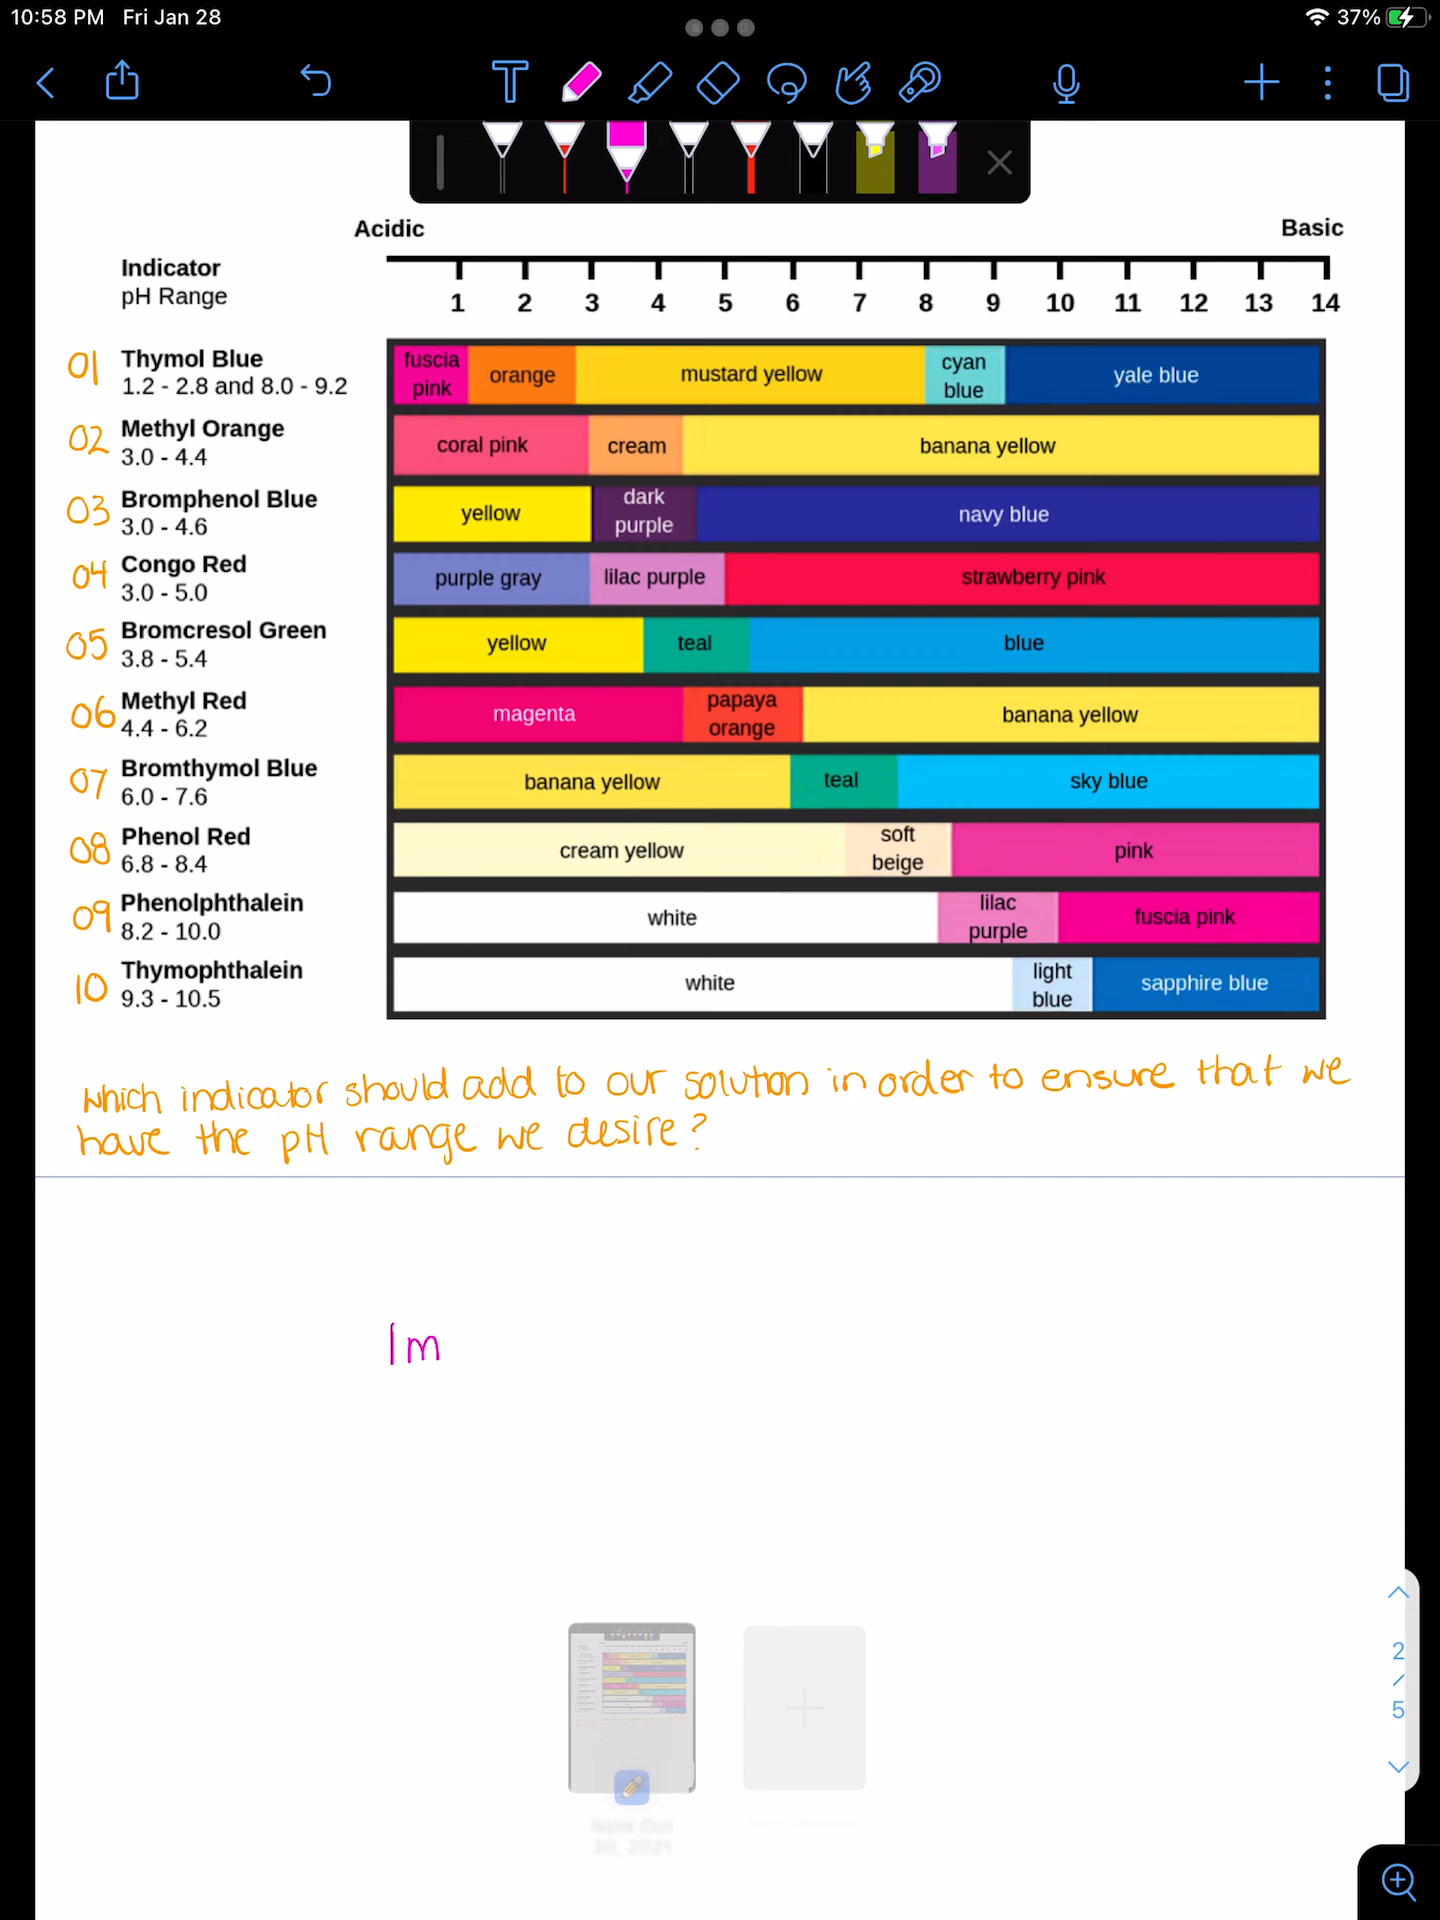 10:58 PM Fri Jan 28
37%
Acidic
Basic
Indicator
pH Range
1 2 3 4 5 6 7 8 9 10 11 12 13 14
01 Thymol Blue
1.2 - 2.8 and 8.0 - 9.2
fuscia pink
orange
mustard yellow
cyan blue
yale blue
02 Methyl Orange
3.0 - 4.4
coral pink
cream
banana yellow
03 Bromphenol Blue
3.0 - 4.6
yellow
dark purple
navy blue
04 Congo Red
3.0 - 5.0
purple gray
lilac purple
strawberry pink
05 Bromcresol Green
3.8 - 5.4
yellow
teal
blue
06 Methyl Red
4.4 - 6.2
magenta
papaya orange
banana yellow
07 Bromthymol Blue
6.0 - 7.6
banana yellow
teal
sky blue
08 Phenol Red
6.8 - 8.4
cream yellow
soft beige
pink
09 Phenolphthalein
8.2 - 10.0
white
lilac purple
fuscia pink
10 Thymophthalein
9.3 - 10.5
white
light blue
sapphire blue
Which indicator should add to our solution in order to ensure that we
have the pH range we desire?
Im
2
/
5
Note Oct
30, 2021